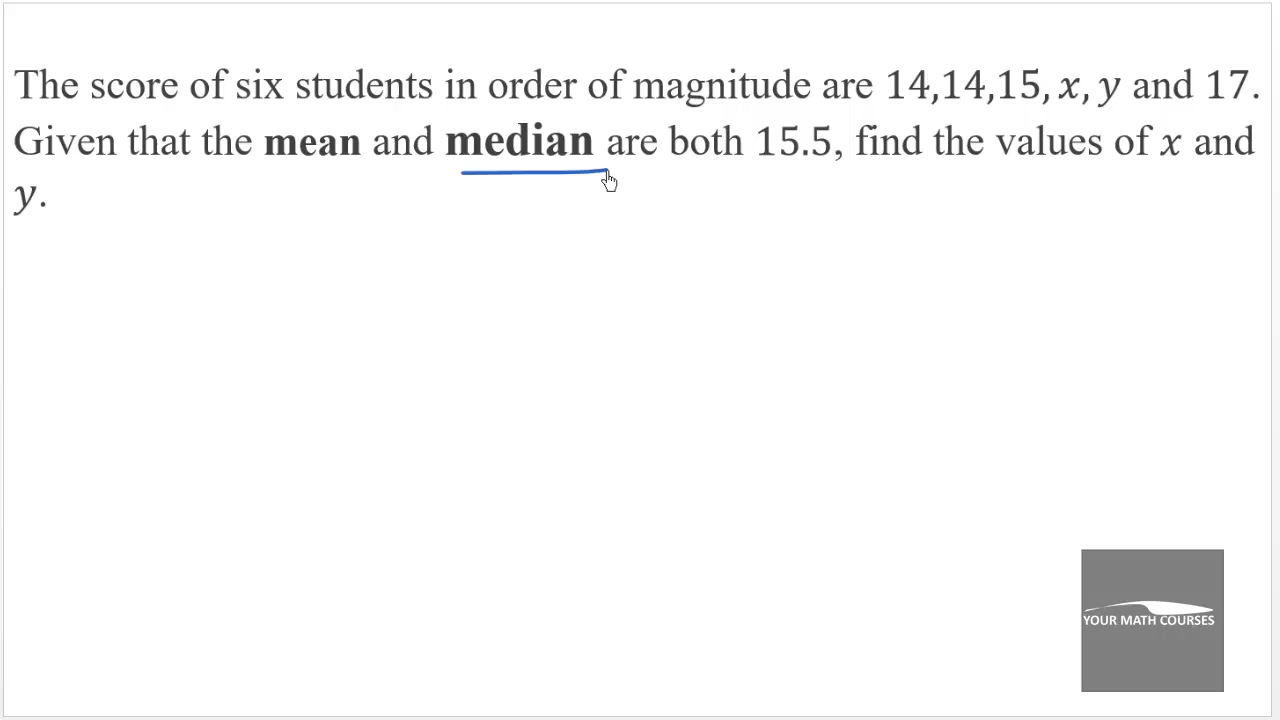 The score of six students in order of magnitude are 14,14,15, x, y and 17.
Given that the mean and median are both 15.5, find the values of x and
y.
YOUR MATH COURSES